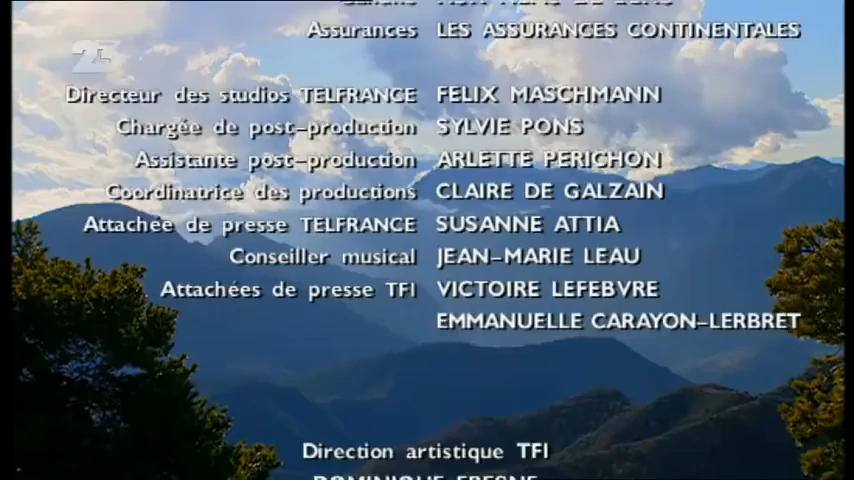 Assurances LES ASSURANCES CONTINENTALES
23
Directeur des studios TELFRANCE FELIX MASCHMANN
Chargée de post-production SYLVIE PONS
Assistante post-production ARLETTE PERICHON
Coordinatrice des productions CLAIRE DE GALZAIN
Attachée de presse TELFRANCE SUSANNE ATTIA
Conseiller musical JEAN-MARIE LEAU
Attachées de presse TF1 VICTOIRE LEFEBVRE
EMMANUELLE CARAYON-LERBRET
Direction artistique TF1